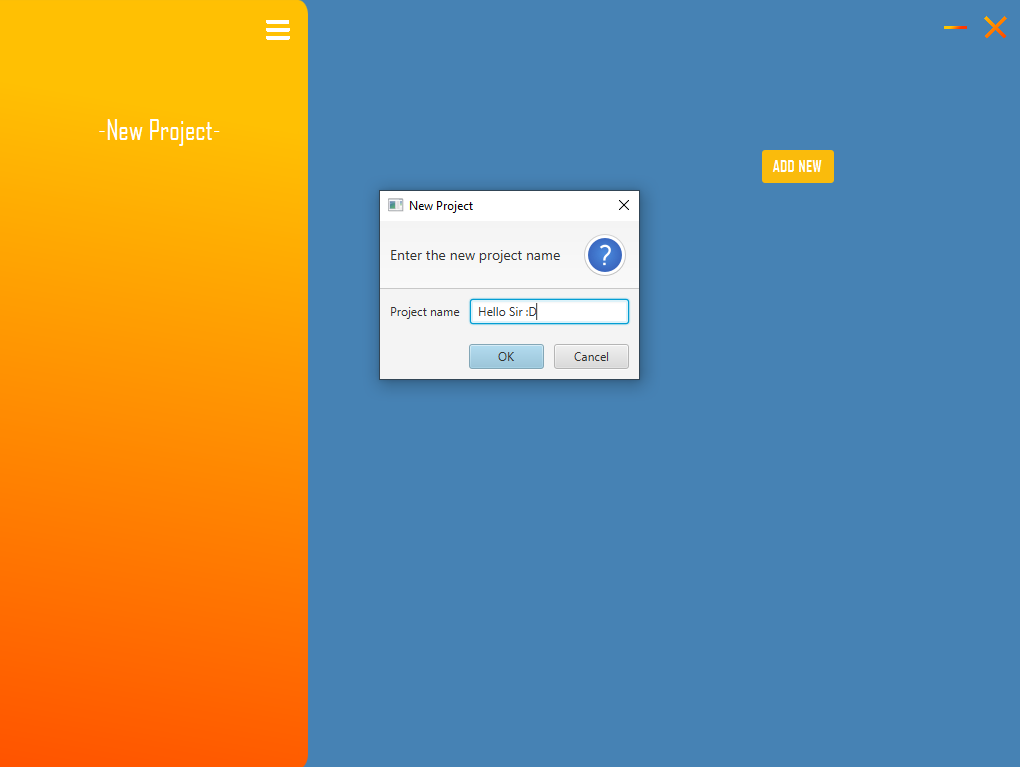 -New Project-
ADD NEW
New Project
Enter the new project name
?
Project name Hello Sir :D
OK Cancel